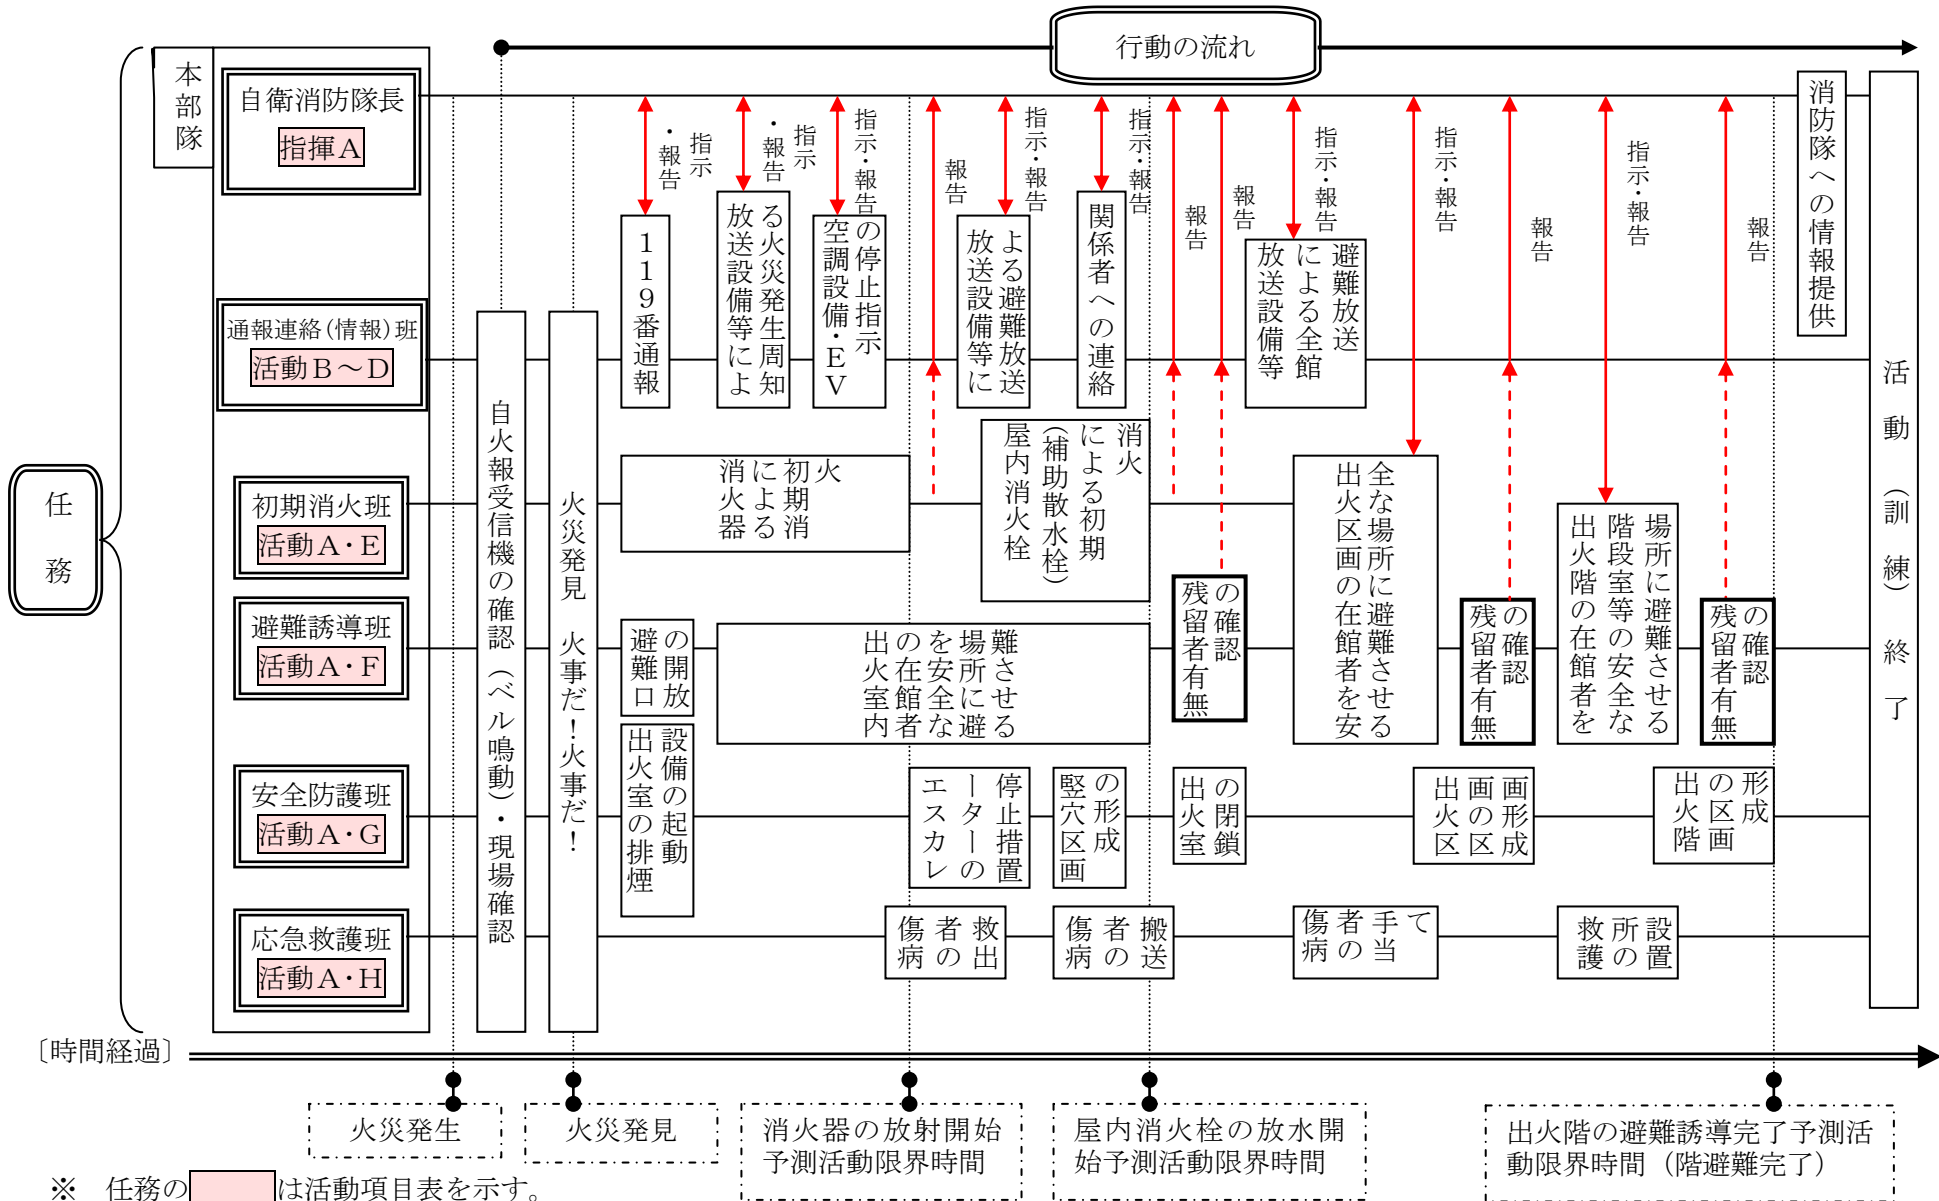 行動の流れ
本部隊
自衛消防隊長
指揮A
通報連絡(情報)班
活動B～D
初期消火班
活動A・E
避難誘導班
活動A・F
安全防護班
活動A・G
応急救護班
活動A・H
任　務
自火報受信機の確認（ベル鳴動）・現場確認
火災発見　火事だ！火事だ！
指示
・報告
指示
・報告
指示・報告
報告
指示・報告
指示・報告
報告
報告
指示・報告
指示・報告
報告
指示・報告
報告
消防隊への情報提供
119番通報
放送設備等によ
る火災発生周知
空調設備・EV
の停止指示
放送設備等に
よる避難放送
関係者への連絡
放送設備等
による全館
避難放送
消火器
による
初期消
火
屋内消火栓
(補助散水栓)
による初期
消火
出火区画の在館者を安
全な場所に避難させる
出火階の在館者を
階段室等の安全な
場所に避難させる
避難口
の開放
出火室内
の在館者
を安全な
場所に避
難させる
残留者有無
の確認
残留者有無
の確認
残留者有無
の確認
出火室の排煙
設備の起動
エスカレ
ーターの
停止措置
竪穴区画
の形成
出火室
の閉鎖
出火区
画の区
画形成
出火階
の区画
形成
傷病
者の
救出
傷病
者の
搬送
傷病
者の
手当
て
救護
所の
設置
活　動　（訓　練）　終　了
〔時間経過〕
火災発生
火災発見
消火器の放射開始
予測活動限界時間
屋内消火栓の放水開
始予測活動限界時間
出火階の避難誘導完了予測活
動限界時間（階避難完了）
※　任務の　　　は活動項目表を示す。